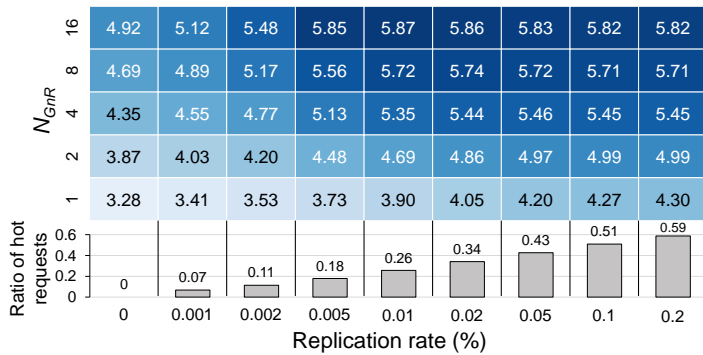 N_GnR
16 4.92 5.12 5.48 5.85 5.87 5.86 5.83 5.82 5.82
8 4.69 4.89 5.17 5.56 5.72 5.74 5.72 5.71 5.71
4 4.35 4.55 4.77 5.13 5.35 5.44 5.46 5.45 5.45
2 3.87 4.03 4.20 4.48 4.69 4.86 4.97 4.99 4.99
1 3.28 3.41 3.53 3.73 3.90 4.05 4.20 4.27 4.30
Ratio of hot
requests
0.6
0.4
0.2
0
0 0.07 0.11 0.18 0.26 0.34 0.43 0.51 0.59
0 0.001 0.002 0.005 0.01 0.02 0.05 0.1 0.2
Replication rate (%)